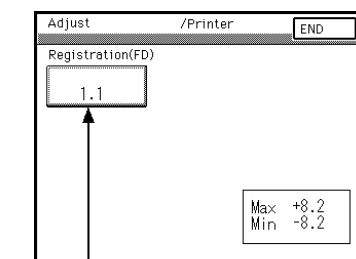 Adjust /Printer END
Registration(FD)
1.1
Max +8.2
Min -8.2